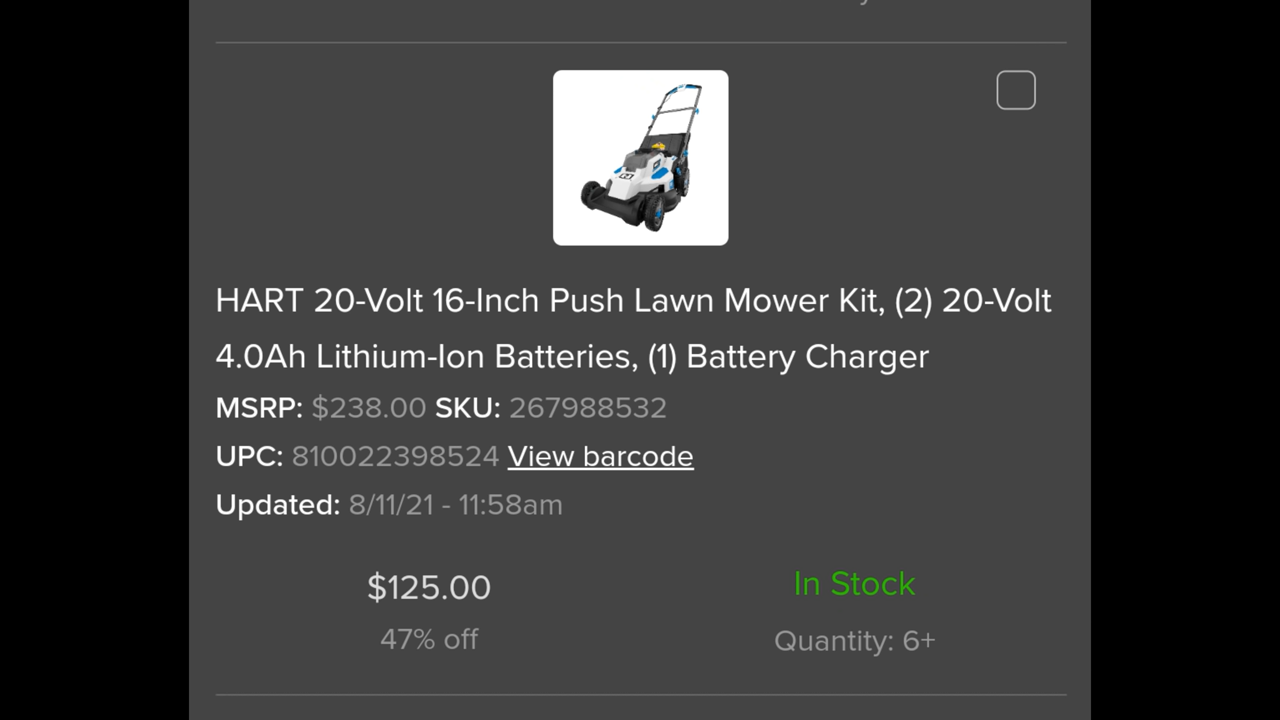 HART 20-Volt 16-Inch Push Lawn Mower Kit, (2) 20-Volt
4.0Ah Lithium-Ion Batteries, (1) Battery Charger
MSRP: $238.00 SKU: 267988532
UPC: 810022398524 View barcode
Updated: 8/11/21 - 11:58am
$125.00
In Stock
47% off
Quantity: 6+